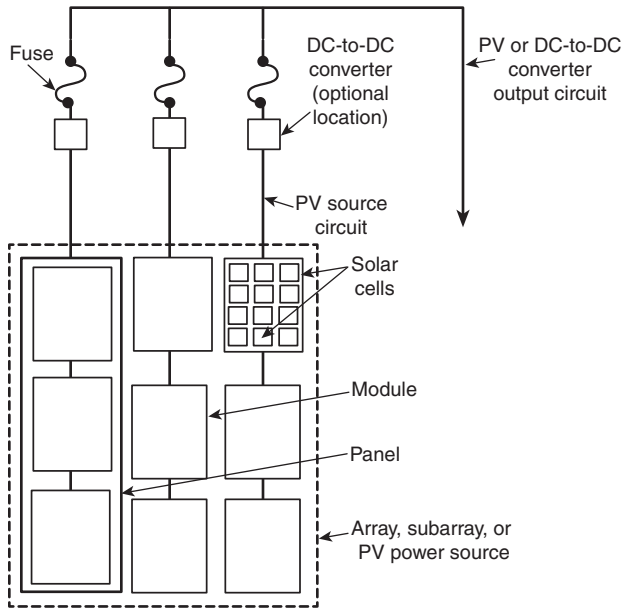 Fuse
DC-to-DC
converter
(optional
location)
PV or DC-to-DC
converter
output circuit
PV source
circuit
Solar
cells
Module
Panel
Array, subarray, or
PV power source